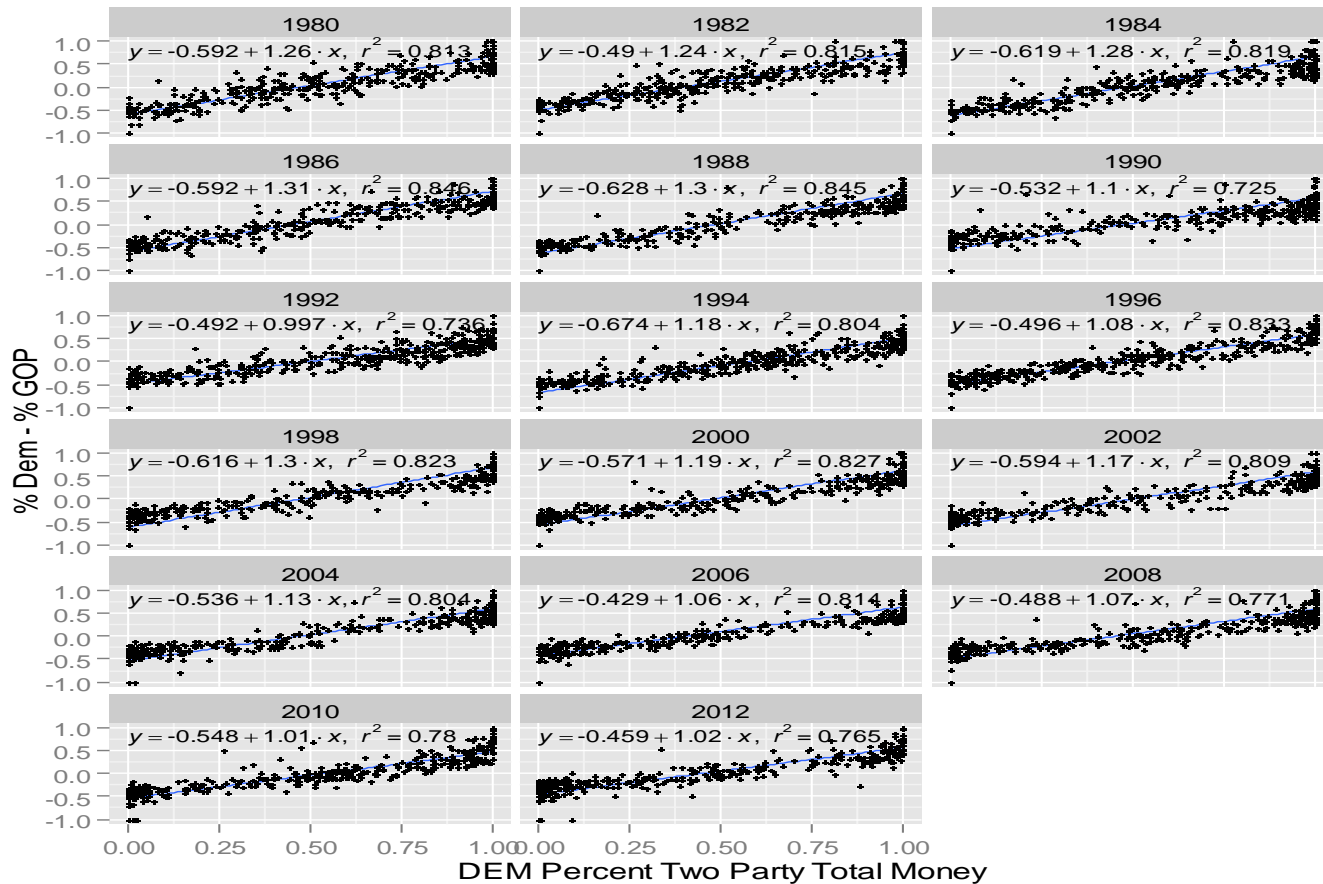 1980 1982 1984
1.0 y = -0.592 + 1.26 · x, r² = 0.813 y = -0.49 + 1.24 · x, r² = 0.815 y = -0.619 + 1.28 · x, r² = 0.819
0.5
0.0
-0.5
-1.0
1986 1988 1990
1.0 y = -0.592 + 1.31 · x, r² = 0.846 y = -0.628 + 1.3 · x, r² = 0.845 y = -0.532 + 1.1 · x, r² = 0.725
0.5
0.0
-0.5
-1.0
1992 1994 1996
1.0 y = -0.492 + 0.997 · x, r² = 0.736 y = -0.674 + 1.18 · x, r² = 0.804 y = -0.496 + 1.08 · x, r² = 0.833
0.5
0.0
-0.5
-1.0
% Dem - % GOP
1998 2000 2002
1.0 y = -0.616 + 1.3 · x, r² = 0.823 y = -0.571 + 1.19 · x, r² = 0.827 y = -0.594 + 1.17 · x, r² = 0.809
0.5
0.0
-0.5
-1.0
2004 2006 2008
1.0 y = -0.536 + 1.13 · x, r² = 0.804 y = -0.429 + 1.06 · x, r² = 0.814 y = -0.488 + 1.07 · x, r² = 0.771
0.5
0.0
-0.5
-1.0
2010 2012
1.0 y = -0.548 + 1.01 · x, r² = 0.78 y = -0.459 + 1.02 · x, r² = 0.765
0.5
0.0
-0.5
-1.0
0.00 0.25 0.50 0.75 1.00 0.00 0.25 0.50 0.75 1.00
DEM Percent Two Party Total Money